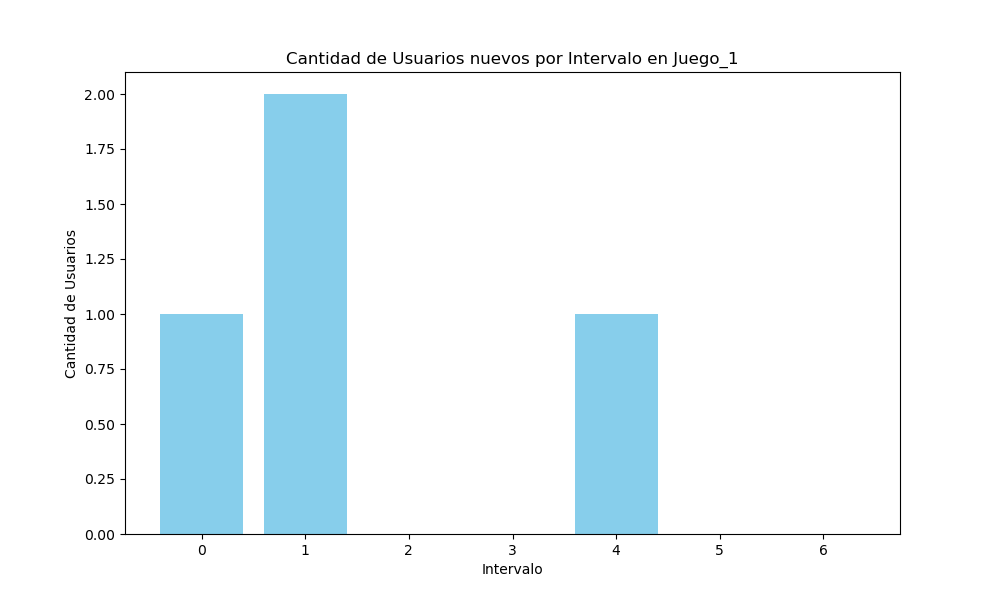 Cantidad de Usuarios nuevos por Intervalo en Juego_1
2.00
1.75
1.50
1.25
1.00
0.75
0.50
0.25
0.00
Cantidad de Usuarios
0 1 2 3 4 5 6
Intervalo